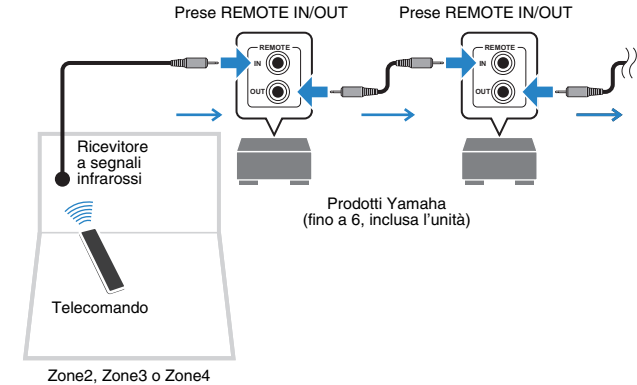 Prese REMOTE IN/OUT
Prese REMOTE IN/OUT
REMOTE
IN
OUT
REMOTE
IN
OUT
Ricevitore
a segnali
infrarossi
Prodotti Yamaha
(fino a 6, inclusa l'unità)
Telecomando
Zone2, Zone3 o Zone4